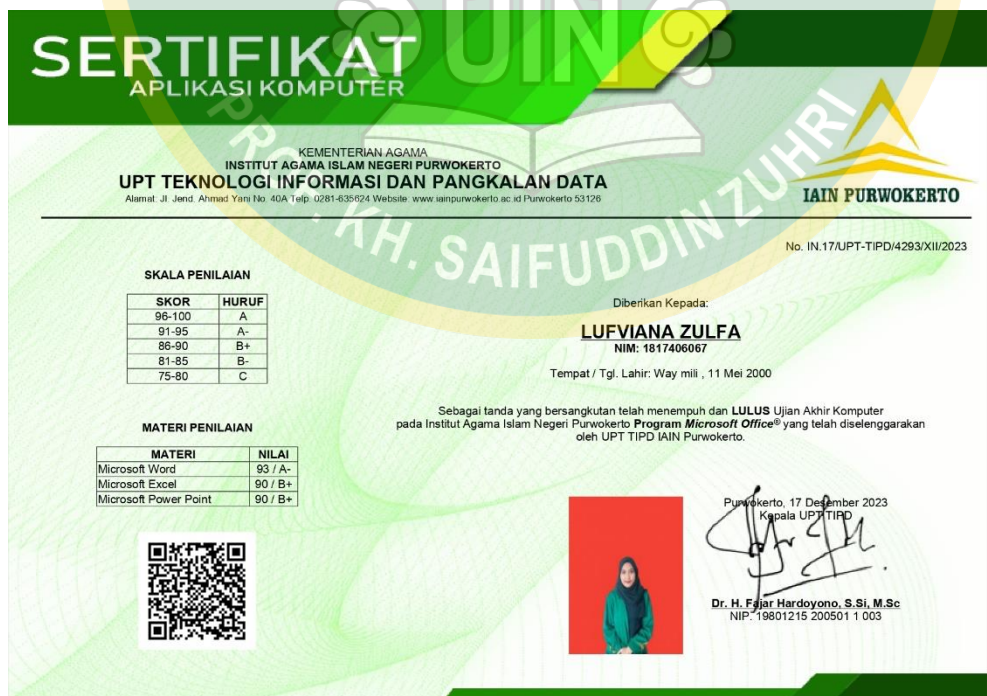 SERTIFIKAT
APLIKASI KOMPUTER
UIN
PROF. KH. SAIFUDDIN ZUHRI
KEMENTERIAN AGAMA
INSTITUT AGAMA ISLAM NEGERI PURWOKERTO
UPT TEKNOLOGI INFORMASI DAN PANGKALAN DATA
Alamat: Jl. Jend. Ahmad Yani No. 40A Telp. 0281-635624 Website: www.iainpurwokerto.ac.id Purwokerto 53126
IAIN PURWOKERTO
No. IN.17/UPT-TIPD/4293/XII/2023
SKALA PENILAIAN
SKOR HURUF
96-100 A
91-95 A-
86-90 B+
81-85 B-
75-80 C
MATERI PENILAIAN
MATERI NILAI
Microsoft Word 93 / A-
Microsoft Excel 90 / B+
Microsoft Power Point 90 / B+
Diberikan Kepada:
LUFVIANA ZULFA
NIM: 1817406067
Tempat / Tgl. Lahir: Way mili , 11 Mei 2000
Sebagai tanda yang bersangkutan telah menempuh dan LULUS Ujian Akhir Komputer
pada Institut Agama Islam Negeri Purwokerto Program Microsoft Office® yang telah diselenggarakan
oleh UPT TIPD IAIN Purwokerto.
Purwokerto, 17 Desember 2023
Kepala UPT TIPD
Dr. H. Fajar Hardoyono, S.Si, M.Sc
NIP. 19801215 200501 1 003